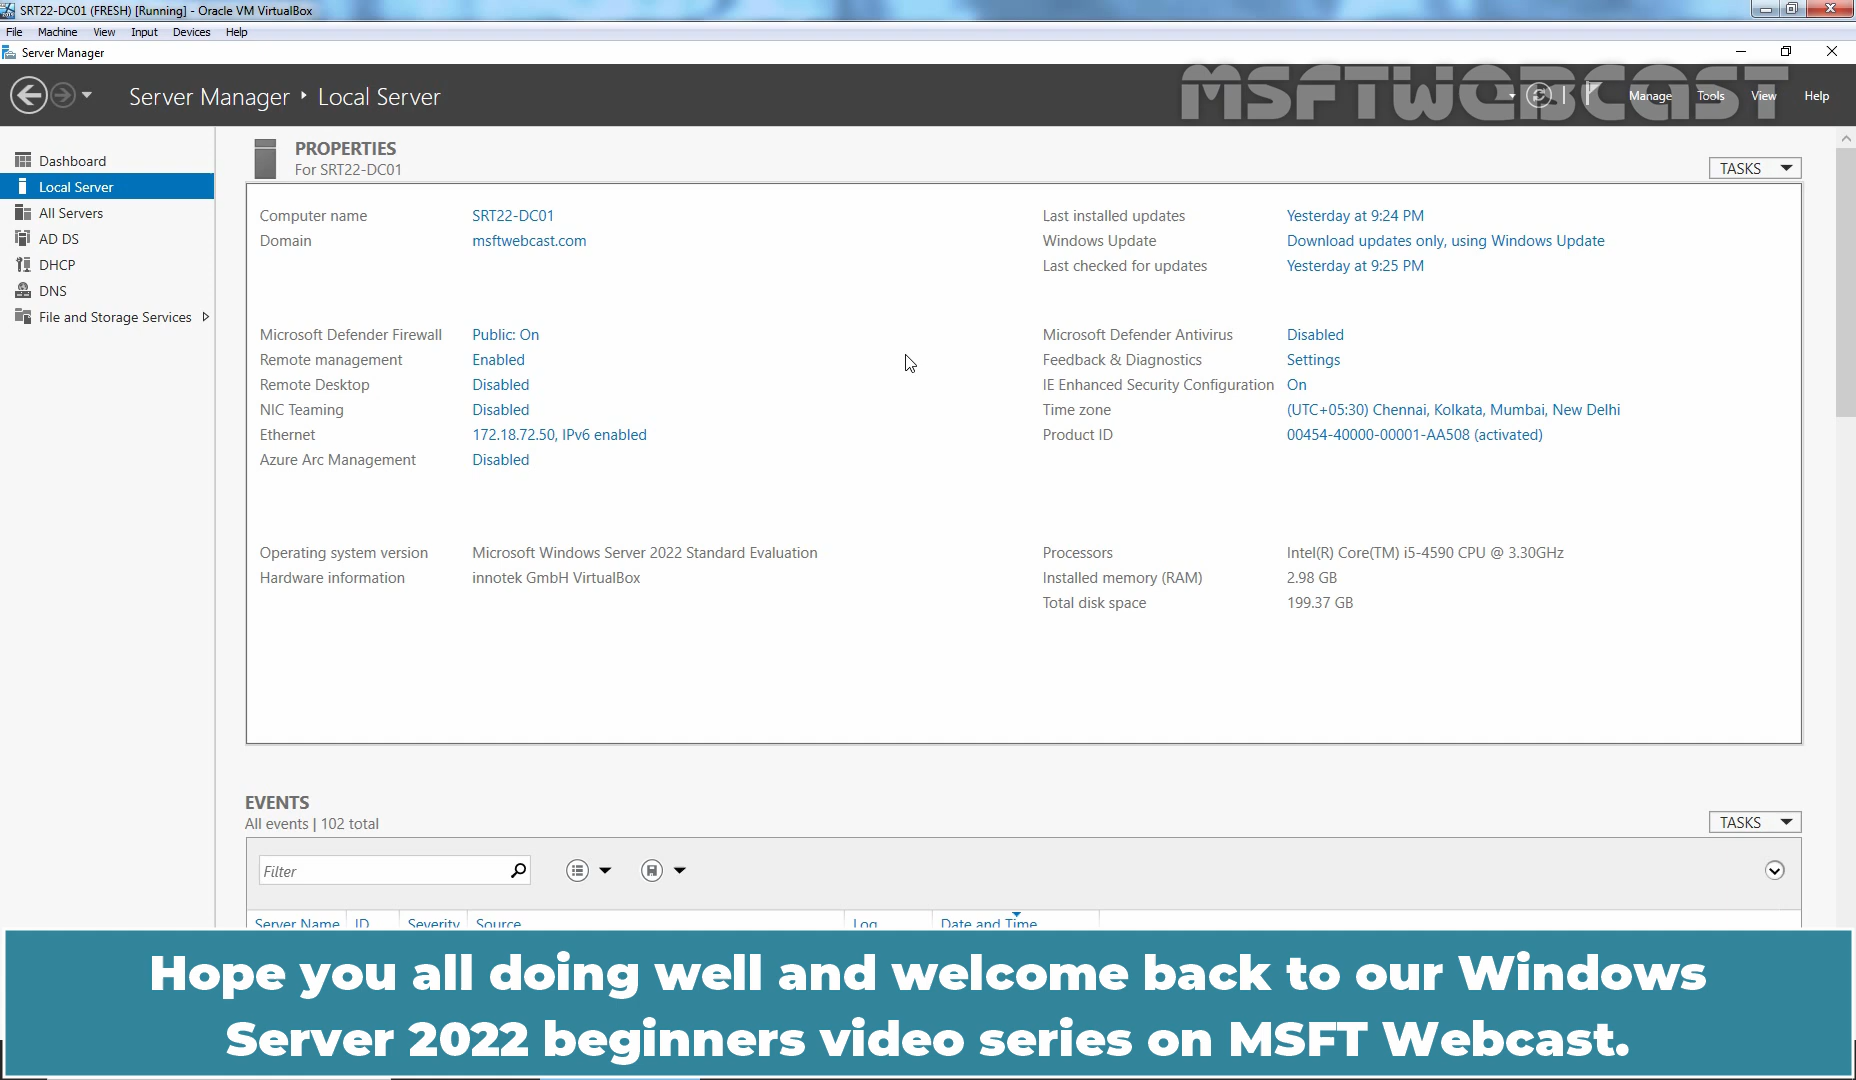 SRT22-DC01 (FRESH) [Running] - Oracle VM VirtualBox
File Machine View Input Devices Help
Server Manager
Server Manager Local Server
MSFTWEBCAST
Manage Tools View Help
Dashboard
Local Server
All Servers
AD DS
DHCP
DNS
File and Storage Services
PROPERTIES
For SRT22-DC01
TASKS
Computer name SRT22-DC01
Domain msftwebcast.com
Last installed updates Yesterday at 9:24 PM
Windows Update Download updates only, using Windows Update
Last checked for updates Yesterday at 9:25 PM
Microsoft Defender Firewall Public: On
Remote management Enabled
Remote Desktop Disabled
NIC Teaming Disabled
Ethernet 172.18.72.50, IPv6 enabled
Azure Arc Management Disabled
Microsoft Defender Antivirus Disabled
Feedback & Diagnostics Settings
IE Enhanced Security Configuration On
Time zone (UTC+05:30) Chennai, Kolkata, Mumbai, New Delhi
Product ID 00454-40000-00001-AA508 (activated)
Operating system version Microsoft Windows Server 2022 Standard Evaluation
Hardware information innotek GmbH VirtualBox
Processors Intel(R) Core(TM) i5-4590 CPU @ 3.30GHz
Installed memory (RAM) 2.98 GB
Total disk space 199.37 GB
EVENTS
All events | 102 total
TASKS
Filter
Server Name ID Severity Source Log Date and Time
Hope you all doing well and welcome back to our Windows
Server 2022 beginners video series on MSFT Webcast.